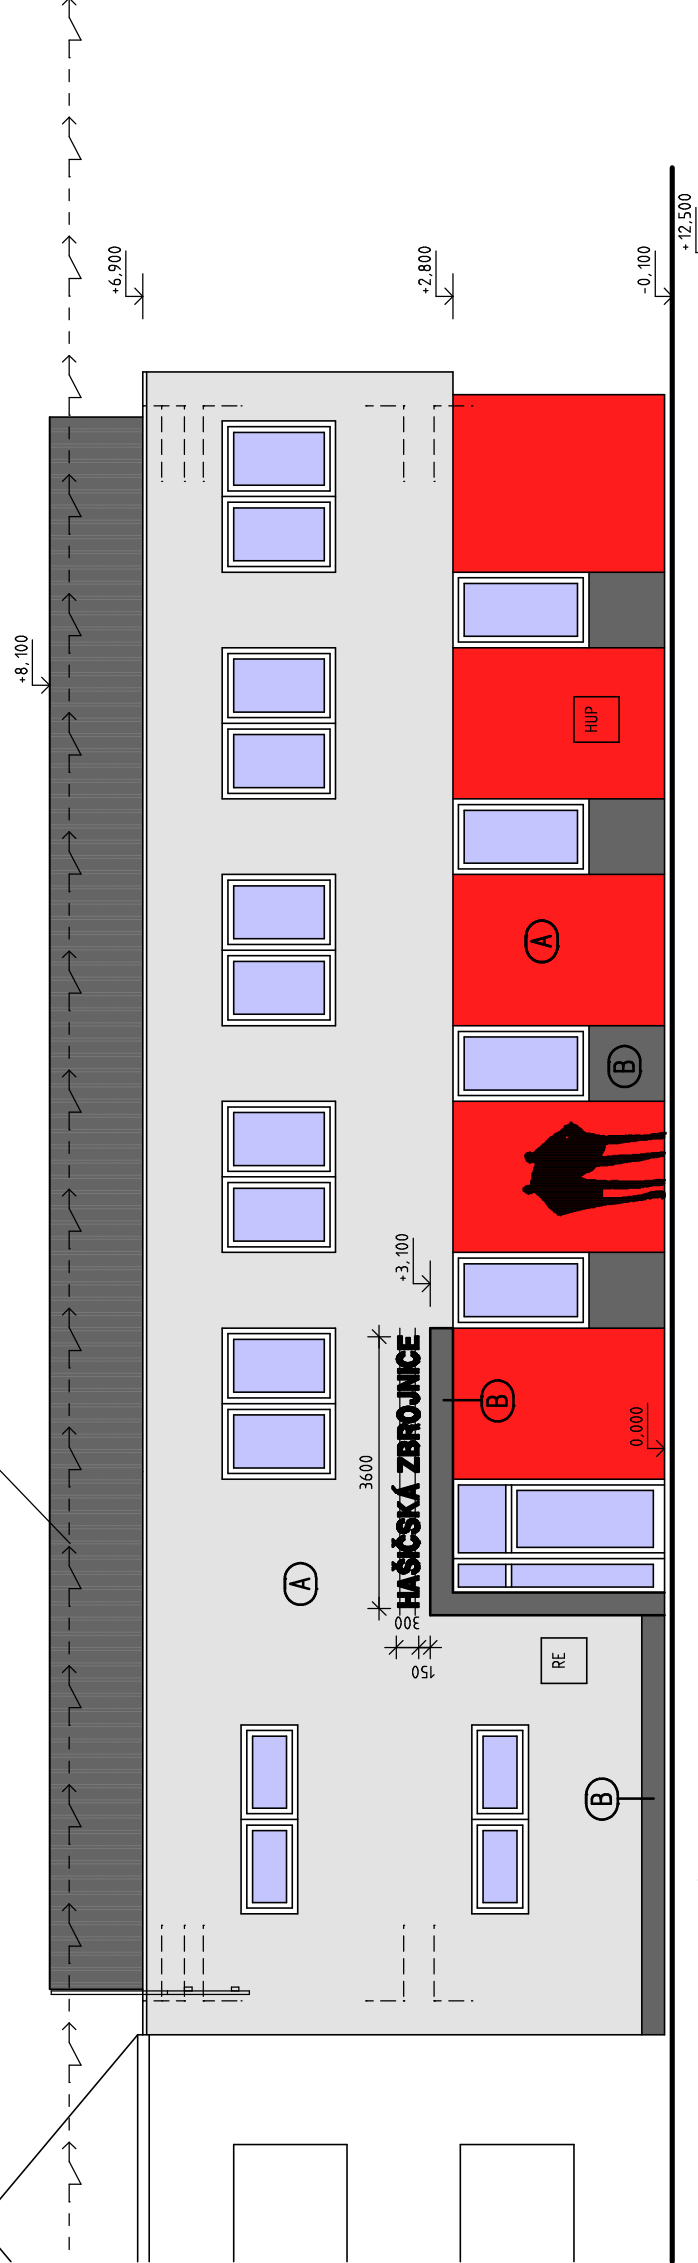 +8,100
+6,900
+2,800
-0,100
+12,500
+3,100
3600
HAŠIČSKÁ ZBROJNICE
300
150
0,000
A
A
B
B
B
HUP
RE